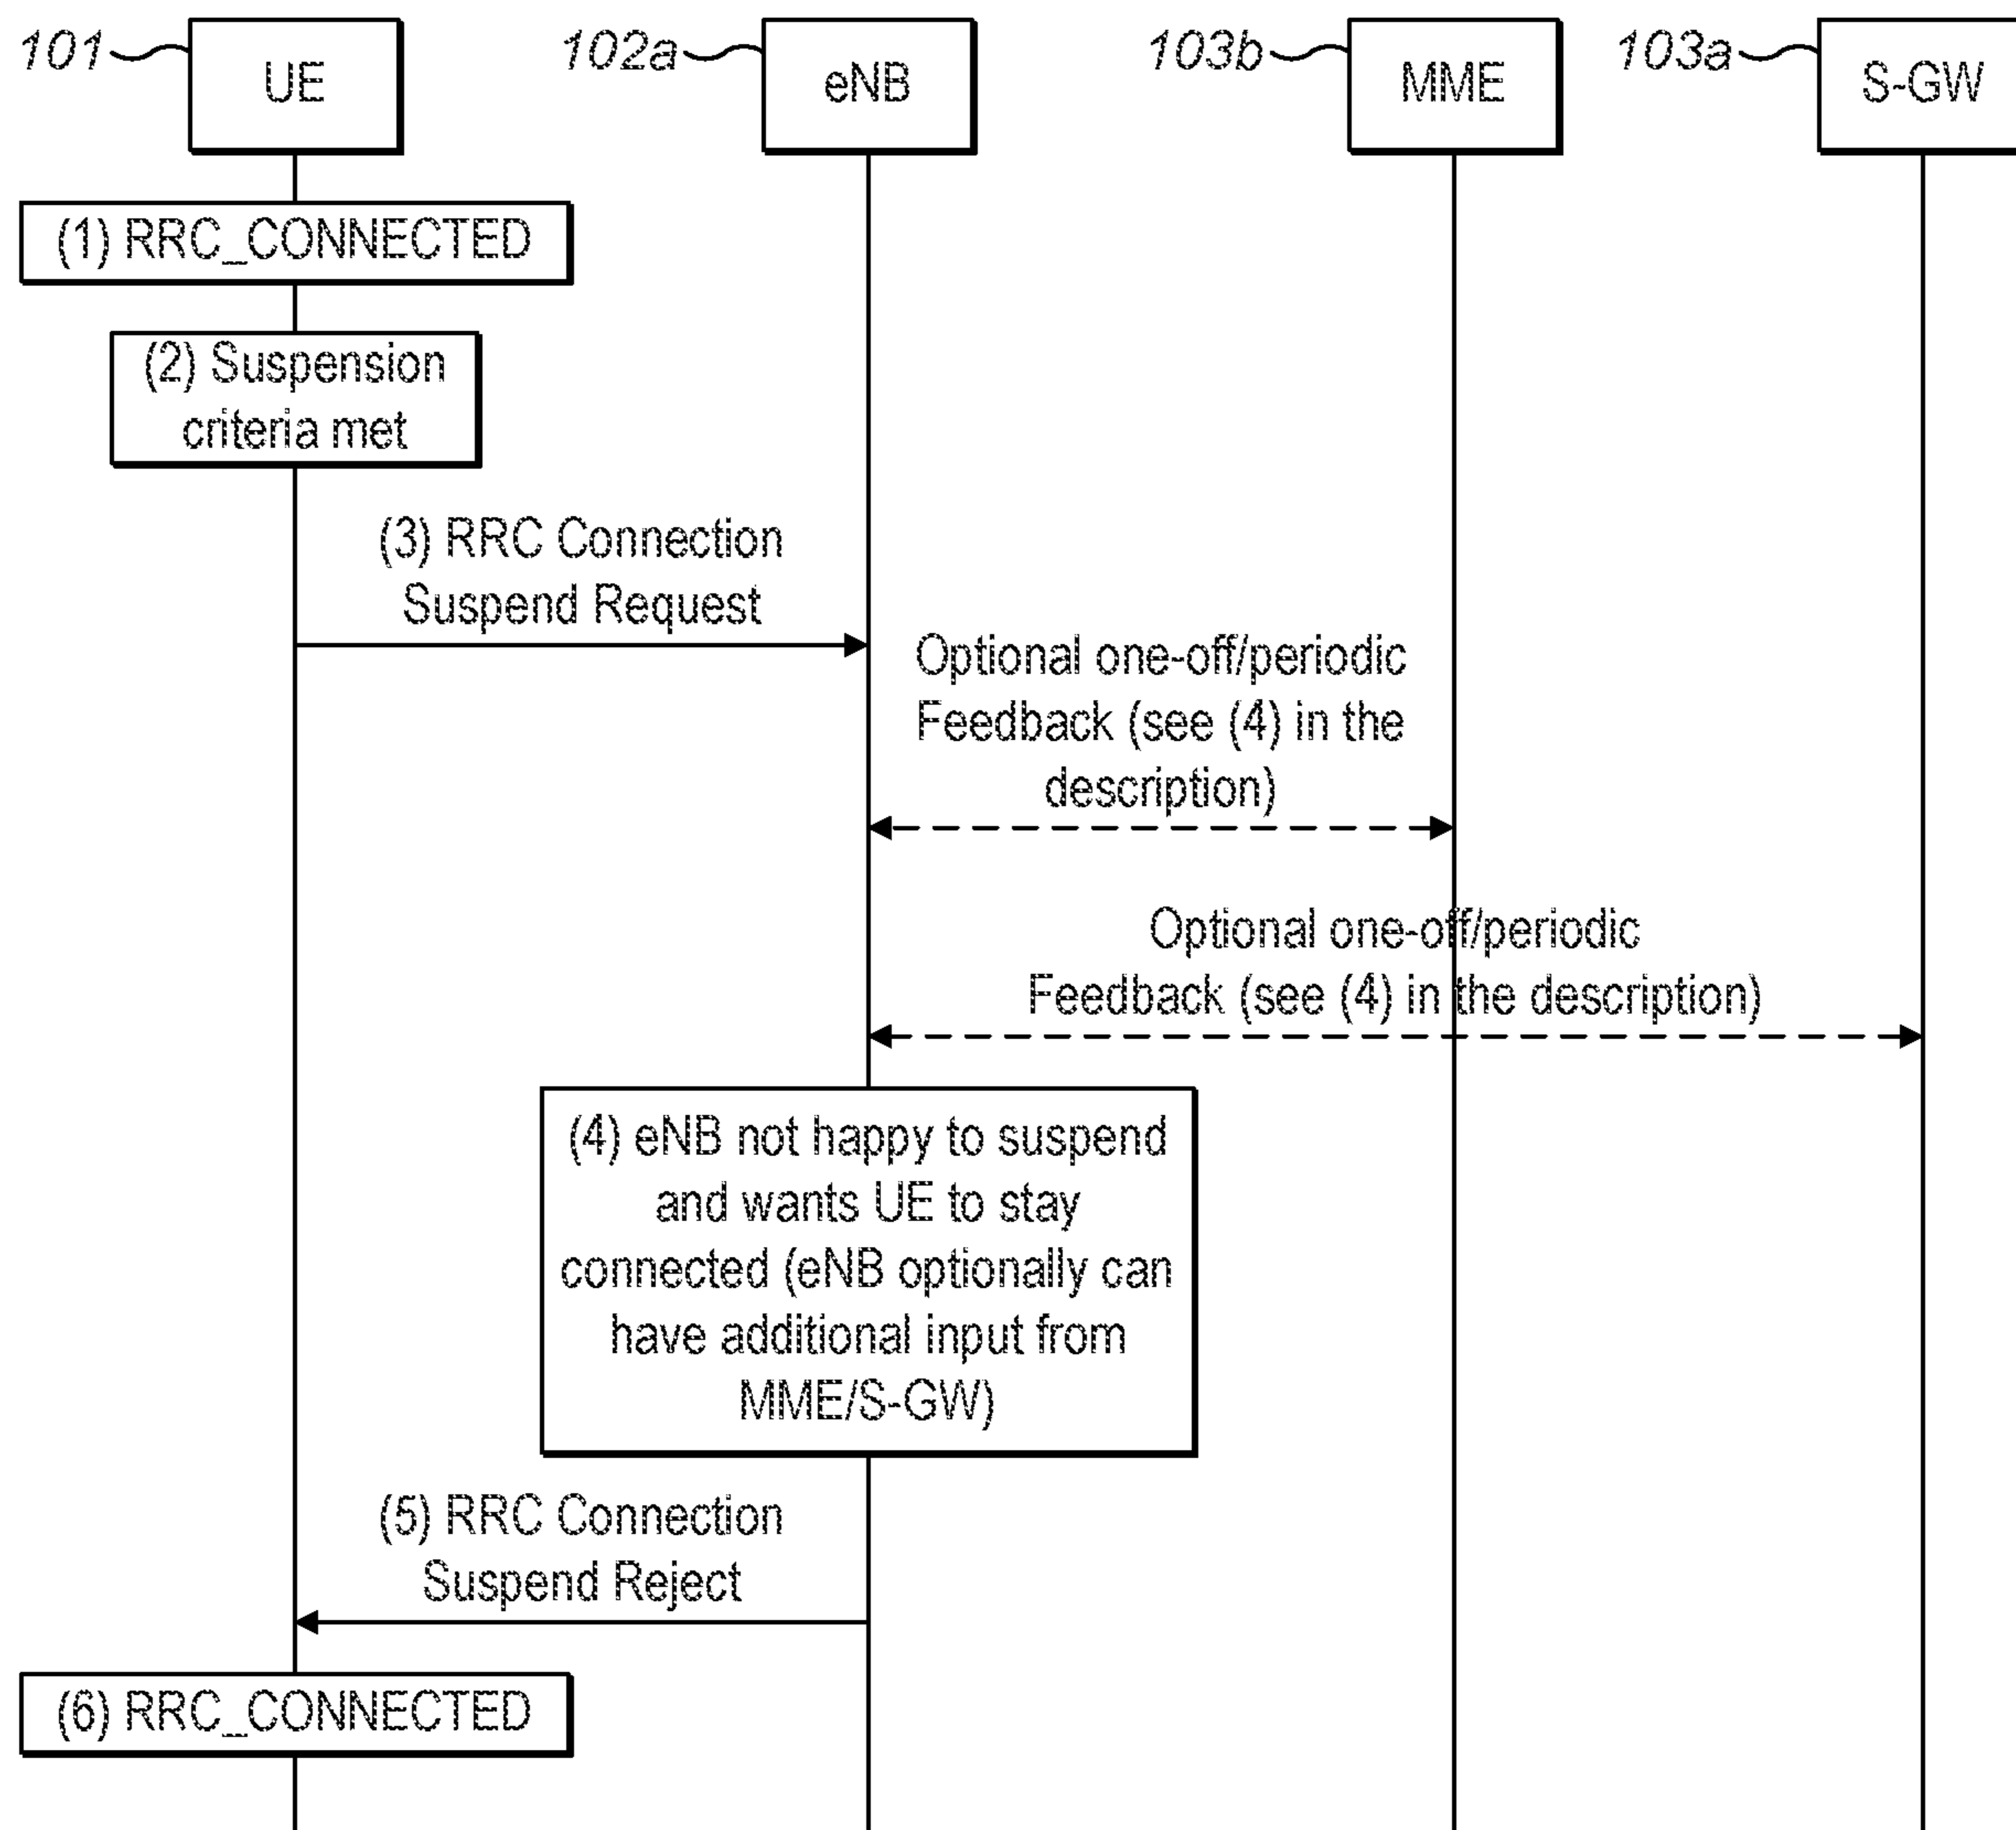 101
UE
102a
eNB
103b
MME
103a
S-GW
(1) RRC_CONNECTED
(2) Suspension
criteria met
(3) RRC Connection
Suspend Request
Optional one-off/periodic
Feedback (see (4) in the
description)
Optional one-off/periodic
Feedback (see (4) in the description)
(4) eNB not happy to suspend
and wants UE to stay
connected (eNB optionally can
have additional input from
MME/S-GW)
(5) RRC Connection
Suspend Reject
(6) RRC_CONNECTED